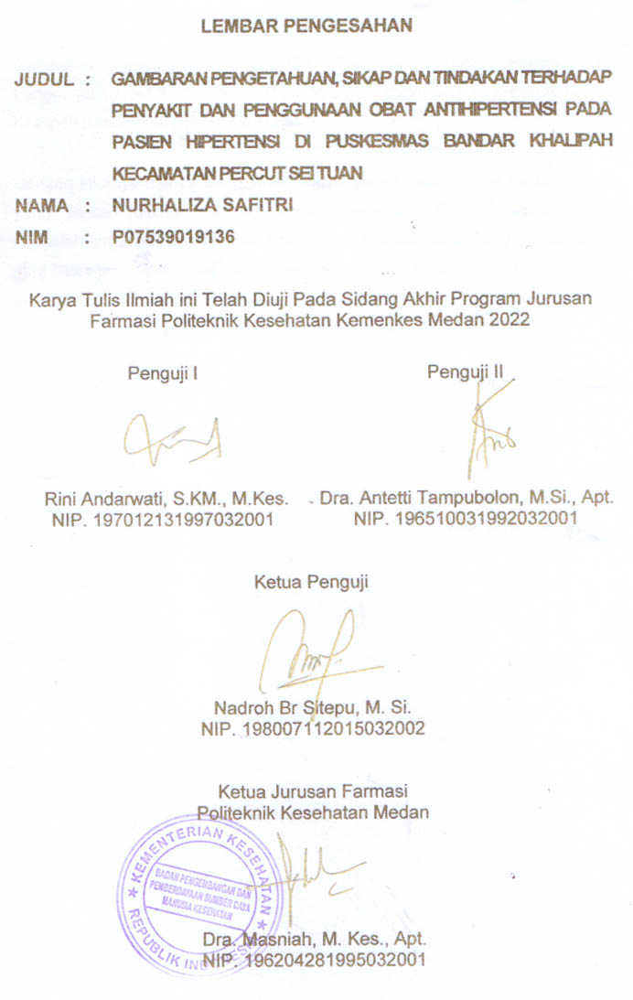 LEMBAR PENGESAHAN
JUDUL : GAMBARAN PENGETAHUAN, SIKAP DAN TINDAKAN TERHADAP
PENYAKIT DAN PENGGUNAAN OBAT ANTIHIPERTENSI PADA
PASIEN HIPERTENSI DI PUSKESMAS BANDAR KHALIPAH
KECAMATAN PERCUT SEI TUAN
NAMA : NURHALIZA SAFITRI
NIM : P07539019136
Karya Tulis Ilmiah ini Telah Diuji Pada Sidang Akhir Program Jurusan
Farmasi Politeknik Kesehatan Kemenkes Medan 2022
Penguji I Penguji II
Rini Andarwati, S.KM., M.Kes. Dra. Antetti Tampubolon, M.Si., Apt.
NIP. 197012131997032001 NIP. 196510031992032001
Ketua Penguji
Nadroh Br Sitepu, M. Si.
NIP. 198007112015032002
Ketua Jurusan Farmasi
Politeknik Kesehatan Medan
KEMENTERIAN KESEHATAN
BADAN PENGEMBANGAN DAN
PEMBERDAYAAN SUMBER DAYA
MANUSIA KESEHATAN
REPUBLIK INDONESIA
Dra. Masniah, M. Kes., Apt.
NIP. 196204281995032001